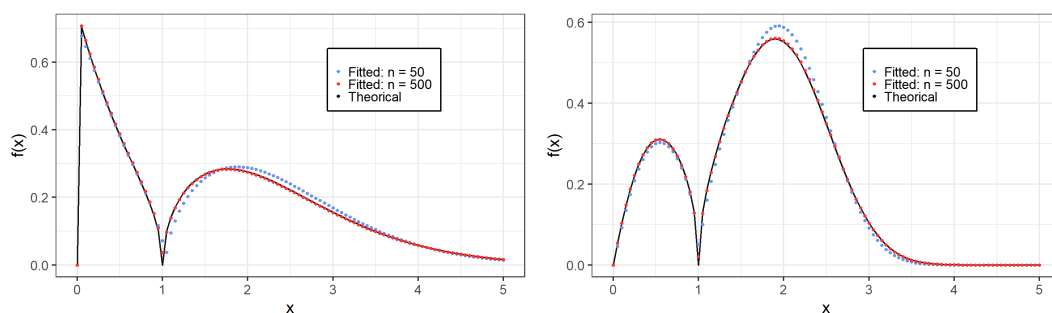 Fitted: n = 50
Fitted: n = 500
Theorical
f(x)
0.6
0.4
0.2
0.0
0 1 2 3 4 5
x
Fitted: n = 50
Fitted: n = 500
Theorical
f(x)
0.6
0.4
0.2
0.0
0 1 2 3 4 5
x